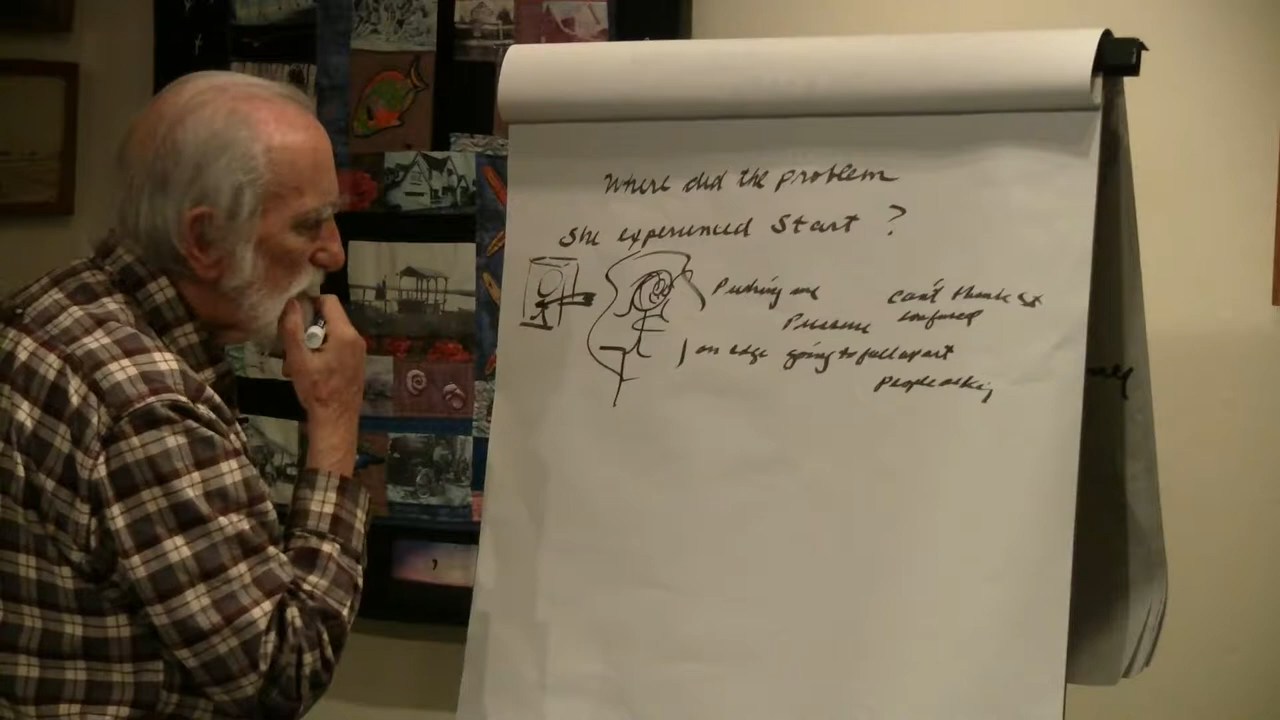 Where did the problem
she experienced Start ?
Pushing me
can't think
confused
Pressure
on edge going to fall apart
People asking